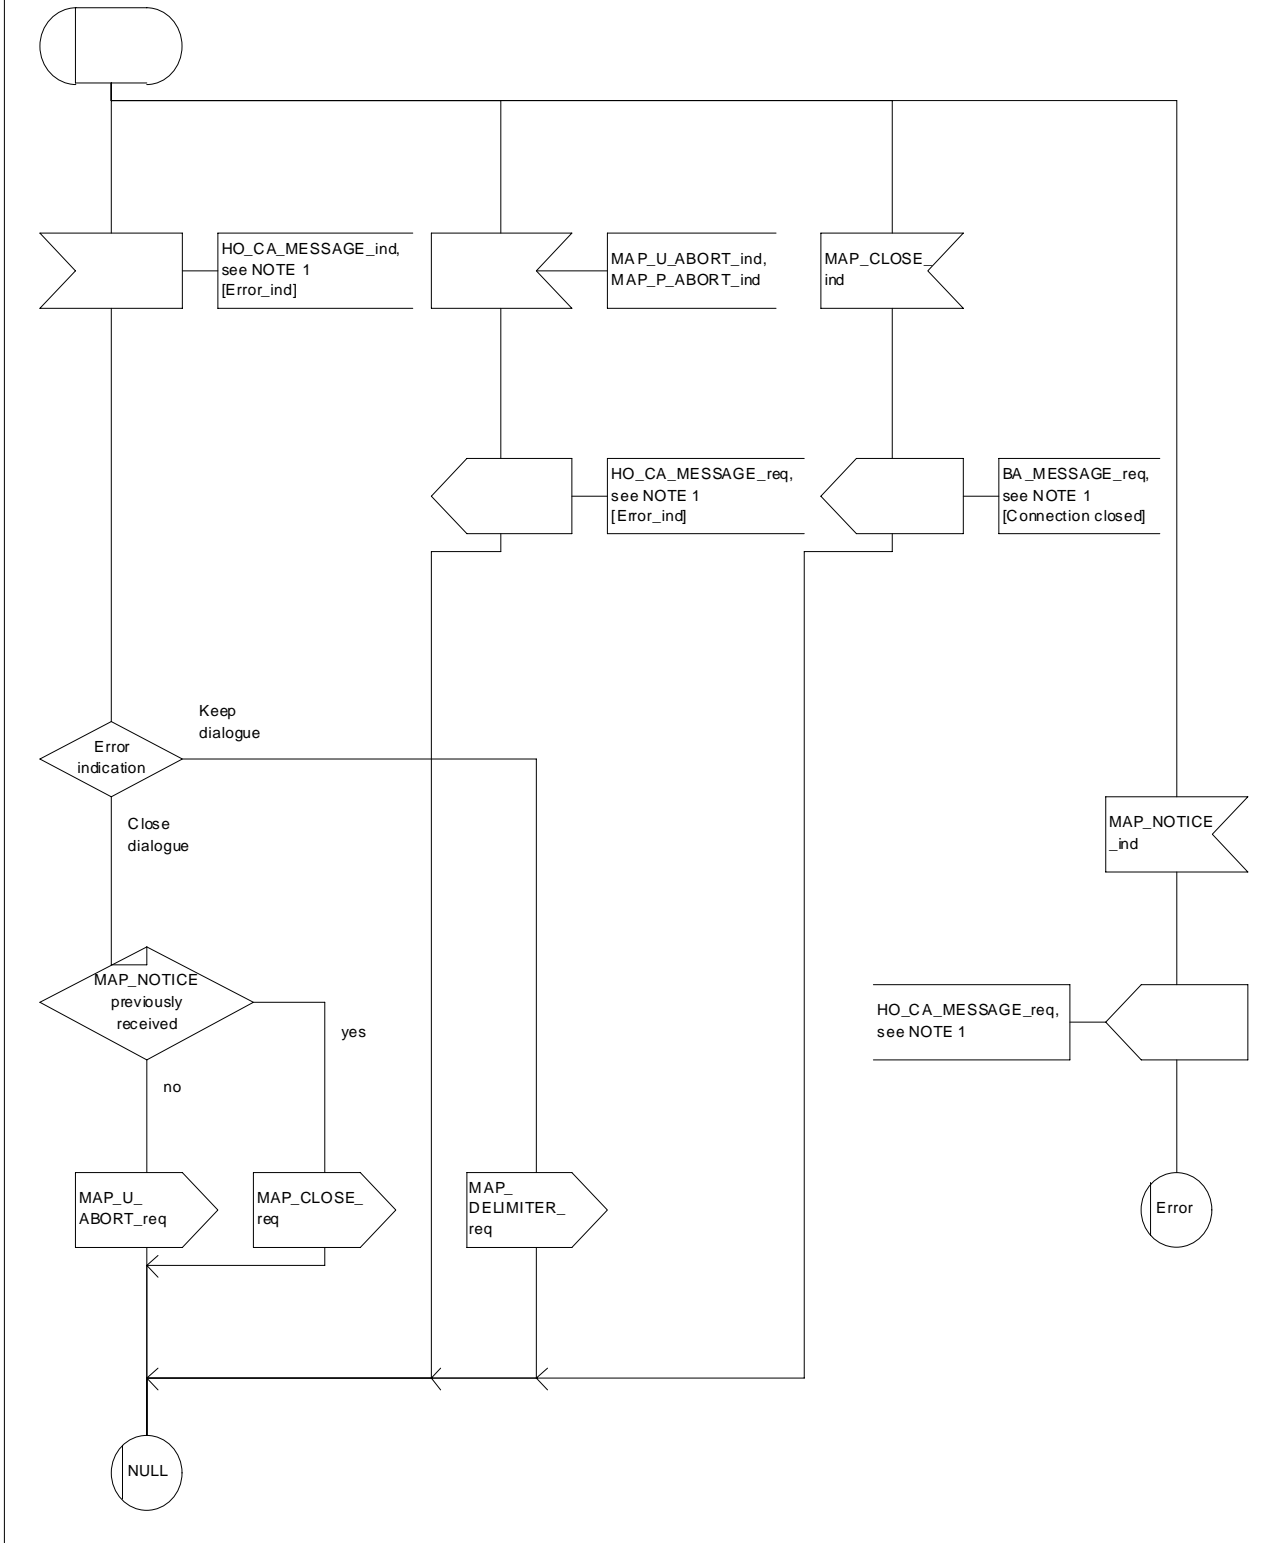 HO_CA_MESSAGE_ind,
see NOTE 1
[Error_ind]
MAP_U_ABORT_ind,
MAP_P_ABORT_ind
MAP_CLOSE_
ind
HO_CA_MESSAGE_req,
see NOTE 1
[Error_ind]
BA_MESSAGE_req,
see NOTE 1
[Connection closed]
Keep
dialogue
Error
indication
Close
dialogue
MAP_NOTICE
_ind
MAP_NOTICE
previously
received
yes
no
HO_CA_MESSAGE_req,
see NOTE 1
MAP_U_
ABORT_req
MAP_CLOSE_
req
MAP_
DELIMITER_
req
Error
NULL